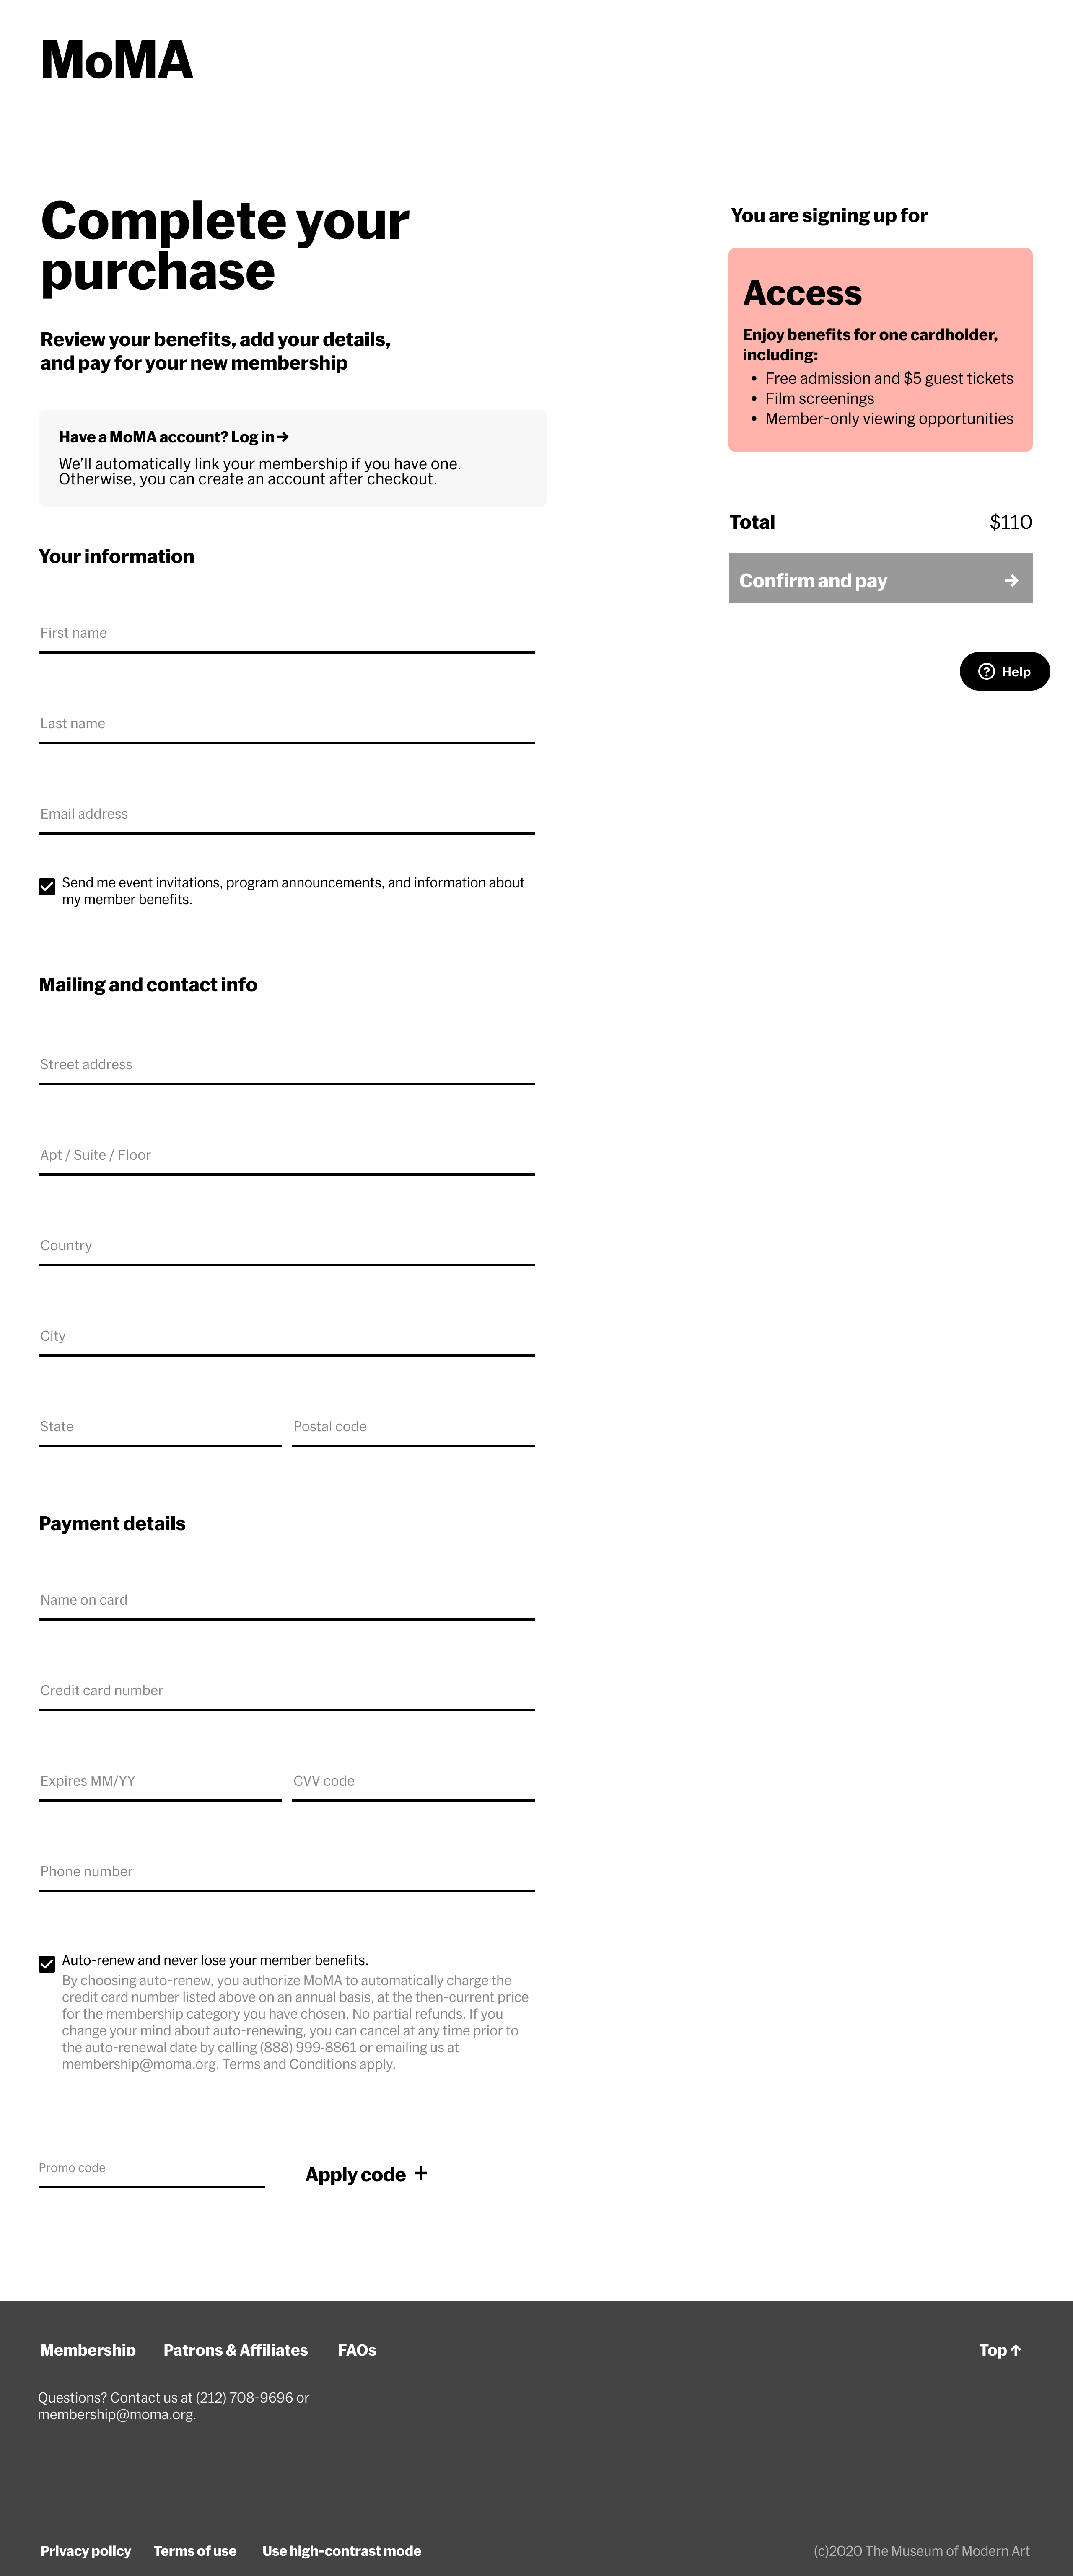 MoMA
Complete your
purchase
Review your benefits, add your details,
and pay for your new membership
Have a MoMA account? Log in →
We’ll automatically link your membership if you have one.
Otherwise, you can create an account after checkout.
Your information
First name
Last name
Email address
Send me event invitations, program announcements, and information about
my member benefits.
Mailing and contact info
Street address
Apt / Suite / Floor
Country
City
State
Postal code
Payment details
Name on card
Credit card number
Expires MM/YY
CVV code
Phone number
Auto-renew and never lose your member benefits.
By choosing auto-renew, you authorize MoMA to automatically charge the
credit card number listed above on an annual basis, at the then-current price
for the membership category you have chosen. No partial refunds. If you
change your mind about auto-renewing, you can cancel at any time prior to
the auto-renewal date by calling (888) 999-8861 or emailing us at
membership@moma.org. Terms and Conditions apply.
Promo code
Apply code +
You are signing up for
Access
Enjoy benefits for one cardholder,
including:
• Free admission and $5 guest tickets
• Film screenings
• Member-only viewing opportunities
Total $110
Confirm and pay →
? Help
Membership Patrons & Affiliates FAQs Top ↑
Questions? Contact us at (212) 708-9696 or
membership@moma.org.
Privacy policy Terms of use Use high-contrast mode (c)2020 The Museum of Modern Art